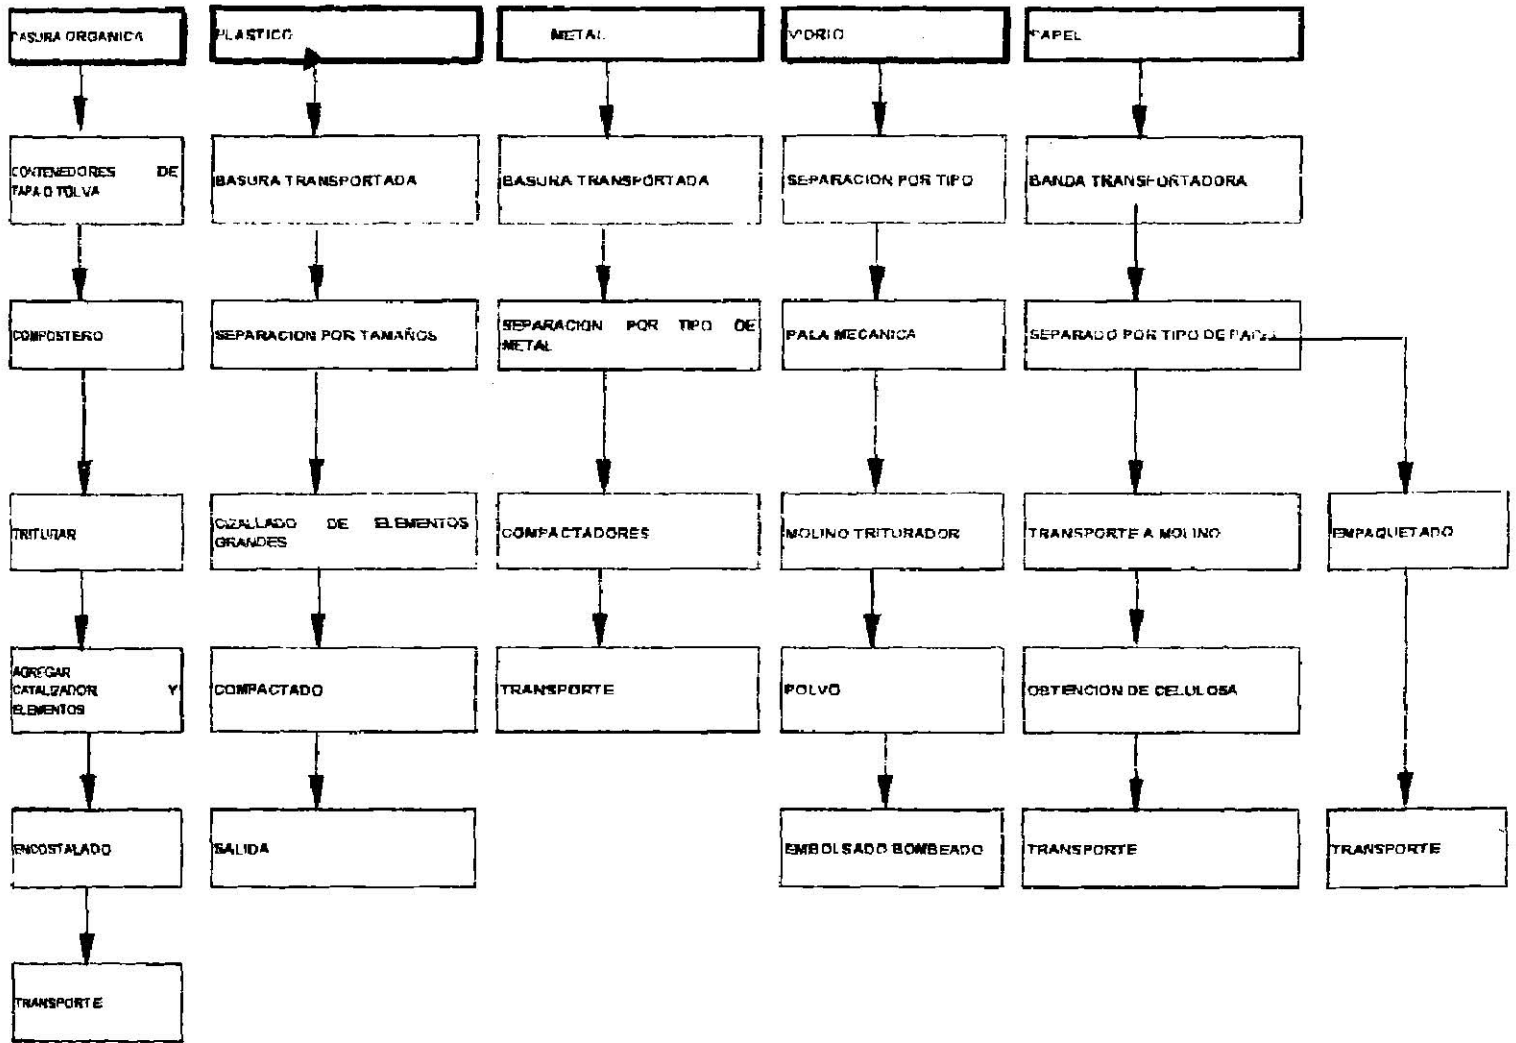 BASURA ORGANICA
PLASTICO
METAL
VIDRIO
PAPEL
CONTENEDORES DE
TAPA O TOLVA
BASURA TRANSPORTADA
BASURA TRANSPORTADA
SEPARACION POR TIPO
BANDA TRANSPORTADORA
COMPOSTERO
SEPARACION POR TAMAÑOS
SEPARACION POR TIPO DE
METAL
PALA MECANICA
SEPARADO POR TIPO DE PAPEL
TRITURAR
CIZALLADO DE ELEMENTOS
GRANDES
COMPACTADORES
MOLINO TRITURADOR
TRANSPORTE A MOLINO
EMPAQUETADO
AGREGAR
CATALIZADOR Y
ELEMENTOS
COMPACTADO
TRANSPORTE
POLVO
OBTENCION DE CELULOSA
ENCOSTALADO
SALIDA
EMBOLSADO BOMBEADO
TRANSPORTE
TRANSPORTE
TRANSPORTE